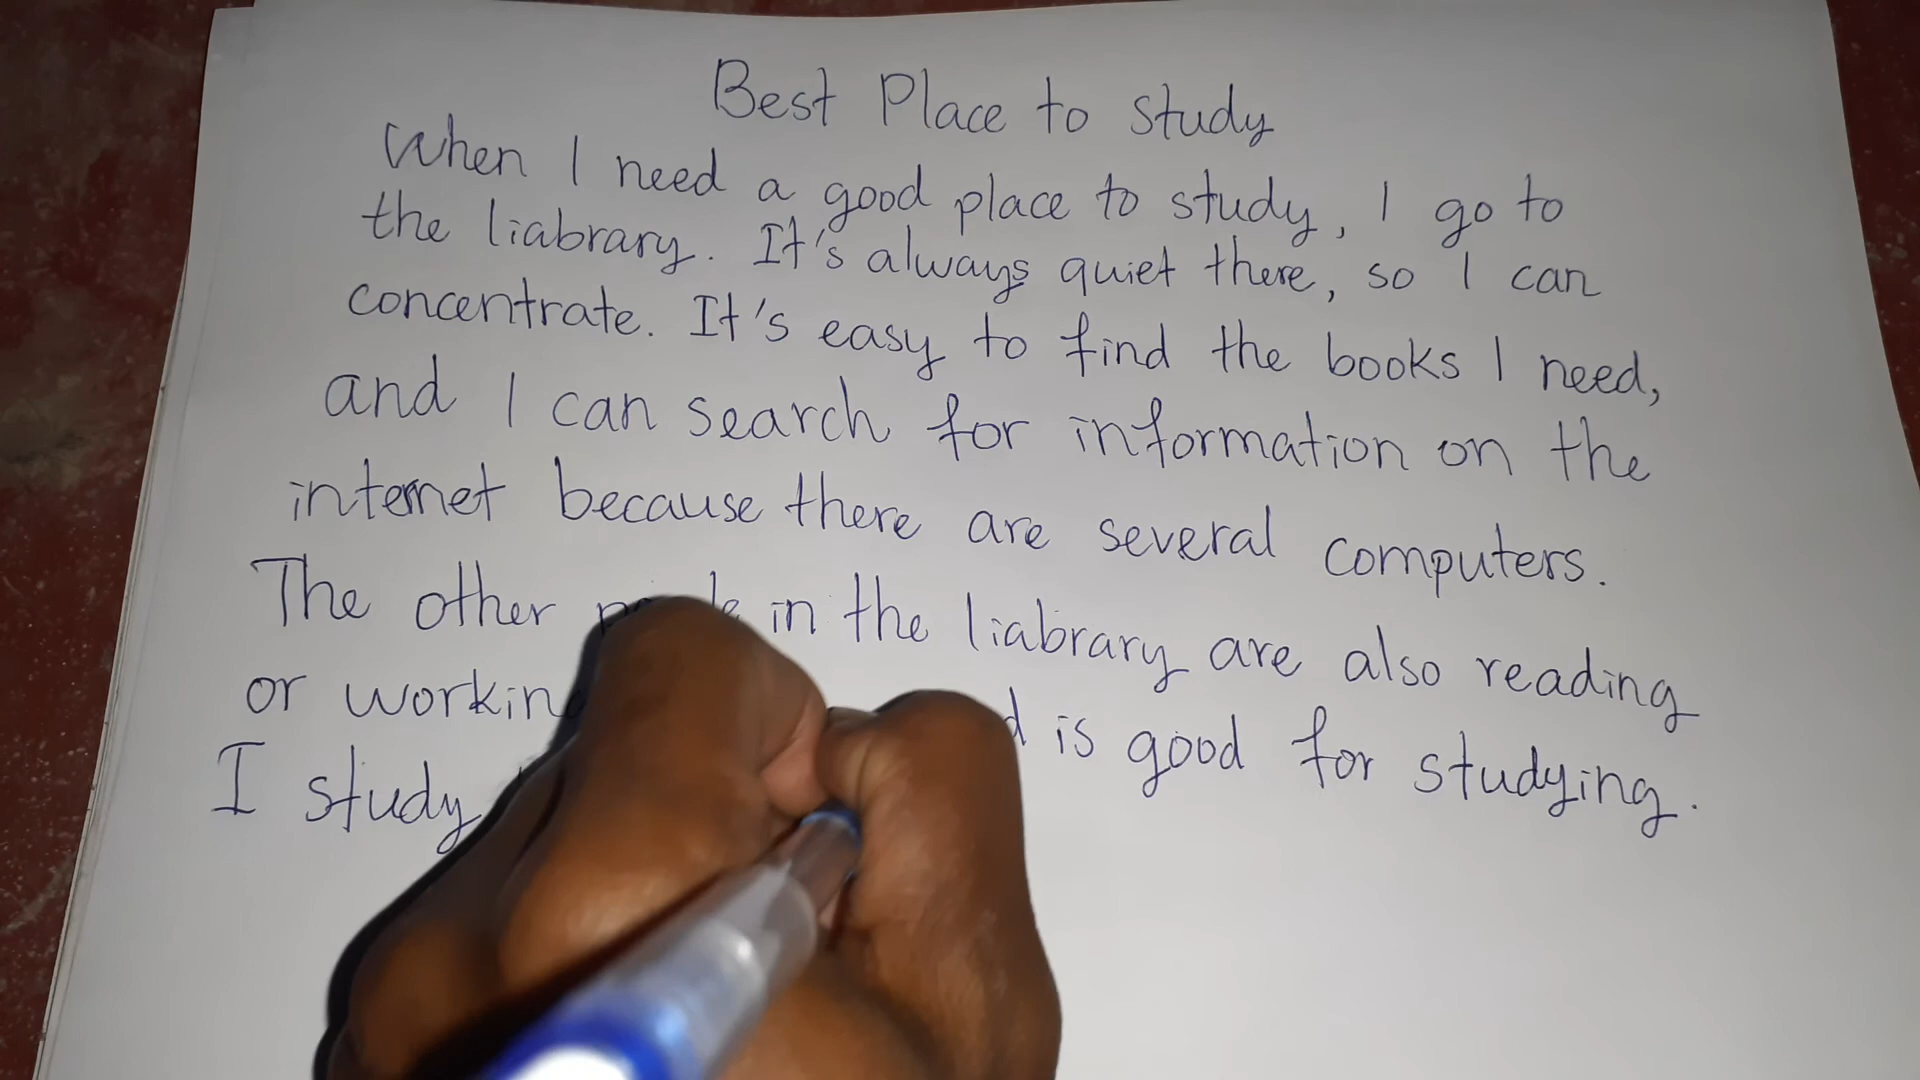 Best Place to study
When I need a good place to study, I go to
the liabrary. It's always quiet there, so I can
concentrate. It's easy to find the books I need,
and I can search for information on the
internet because there are several computers.
The other in the liabrary are also reading
or is good for studying.
I study